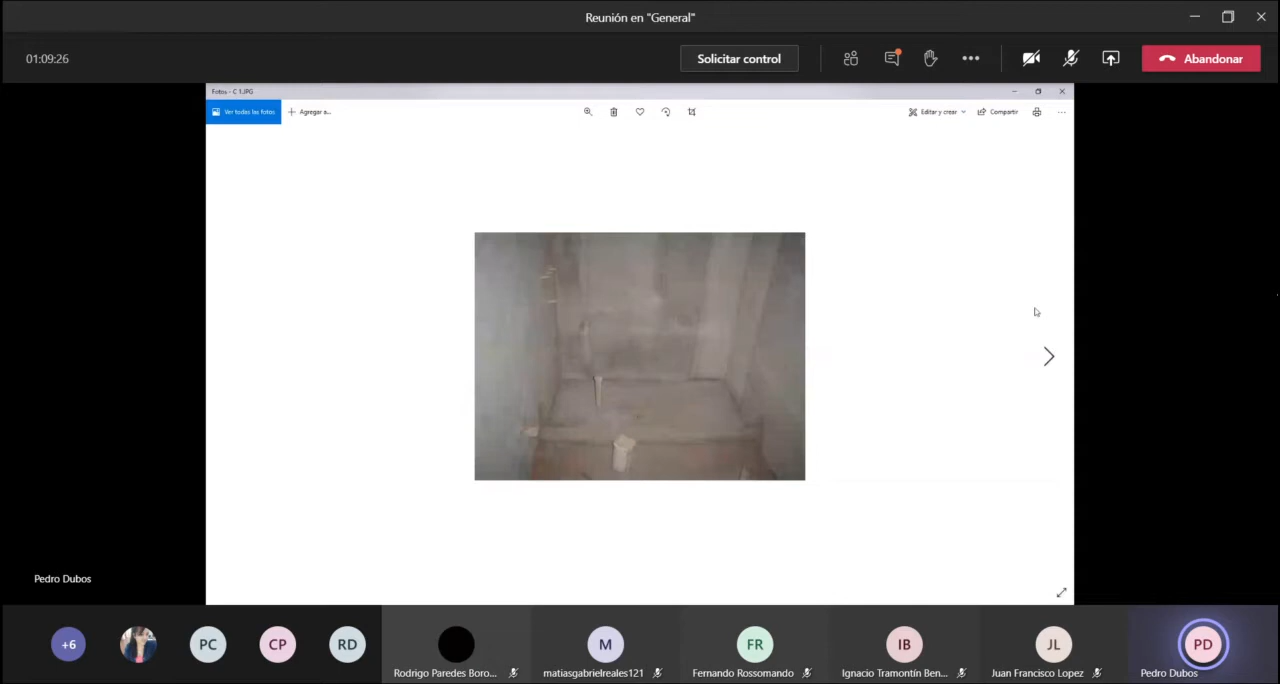 Reunión en "General"
01:09:26
Solicitar control
Abandonar
Fotos - C 1.JPG
Ver todas las fotos
Agregar a...
Editar y crear
Compartir
Pedro Dubos
+6
PC
CP
RD
M
FR
IB
JL
PD
Rodrigo Paredes Boro...
matiasgabrielreales121
Fernando Rossomando
Ignacio Tramontín Ben...
Juan Francisco Lopez
Pedro Dubos